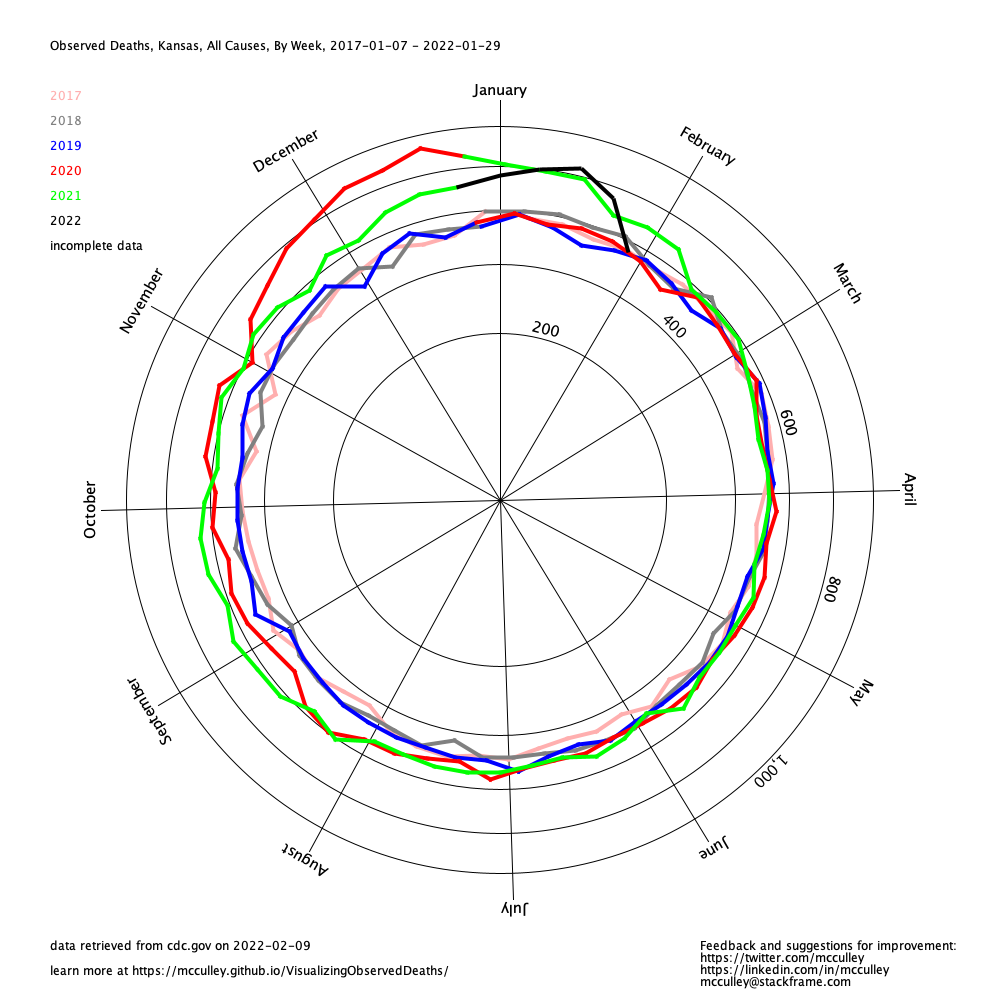 Observed Deaths, Kansas, All Causes, By Week, 2017-01-07 - 2022-01-29
2017
2018
2019
2020
2021
2022
incomplete data
January
February
March
April
May
June
July
August
September
October
November
December
200
400
600
800
1,000
data retrieved from cdc.gov on 2022-02-09
learn more at https://mcculley.github.io/VisualizingObservedDeaths/
Feedback and suggestions for improvement:
https://twitter.com/mcculley
https://linkedin.com/in/mcculley
mcculley@stackframe.com